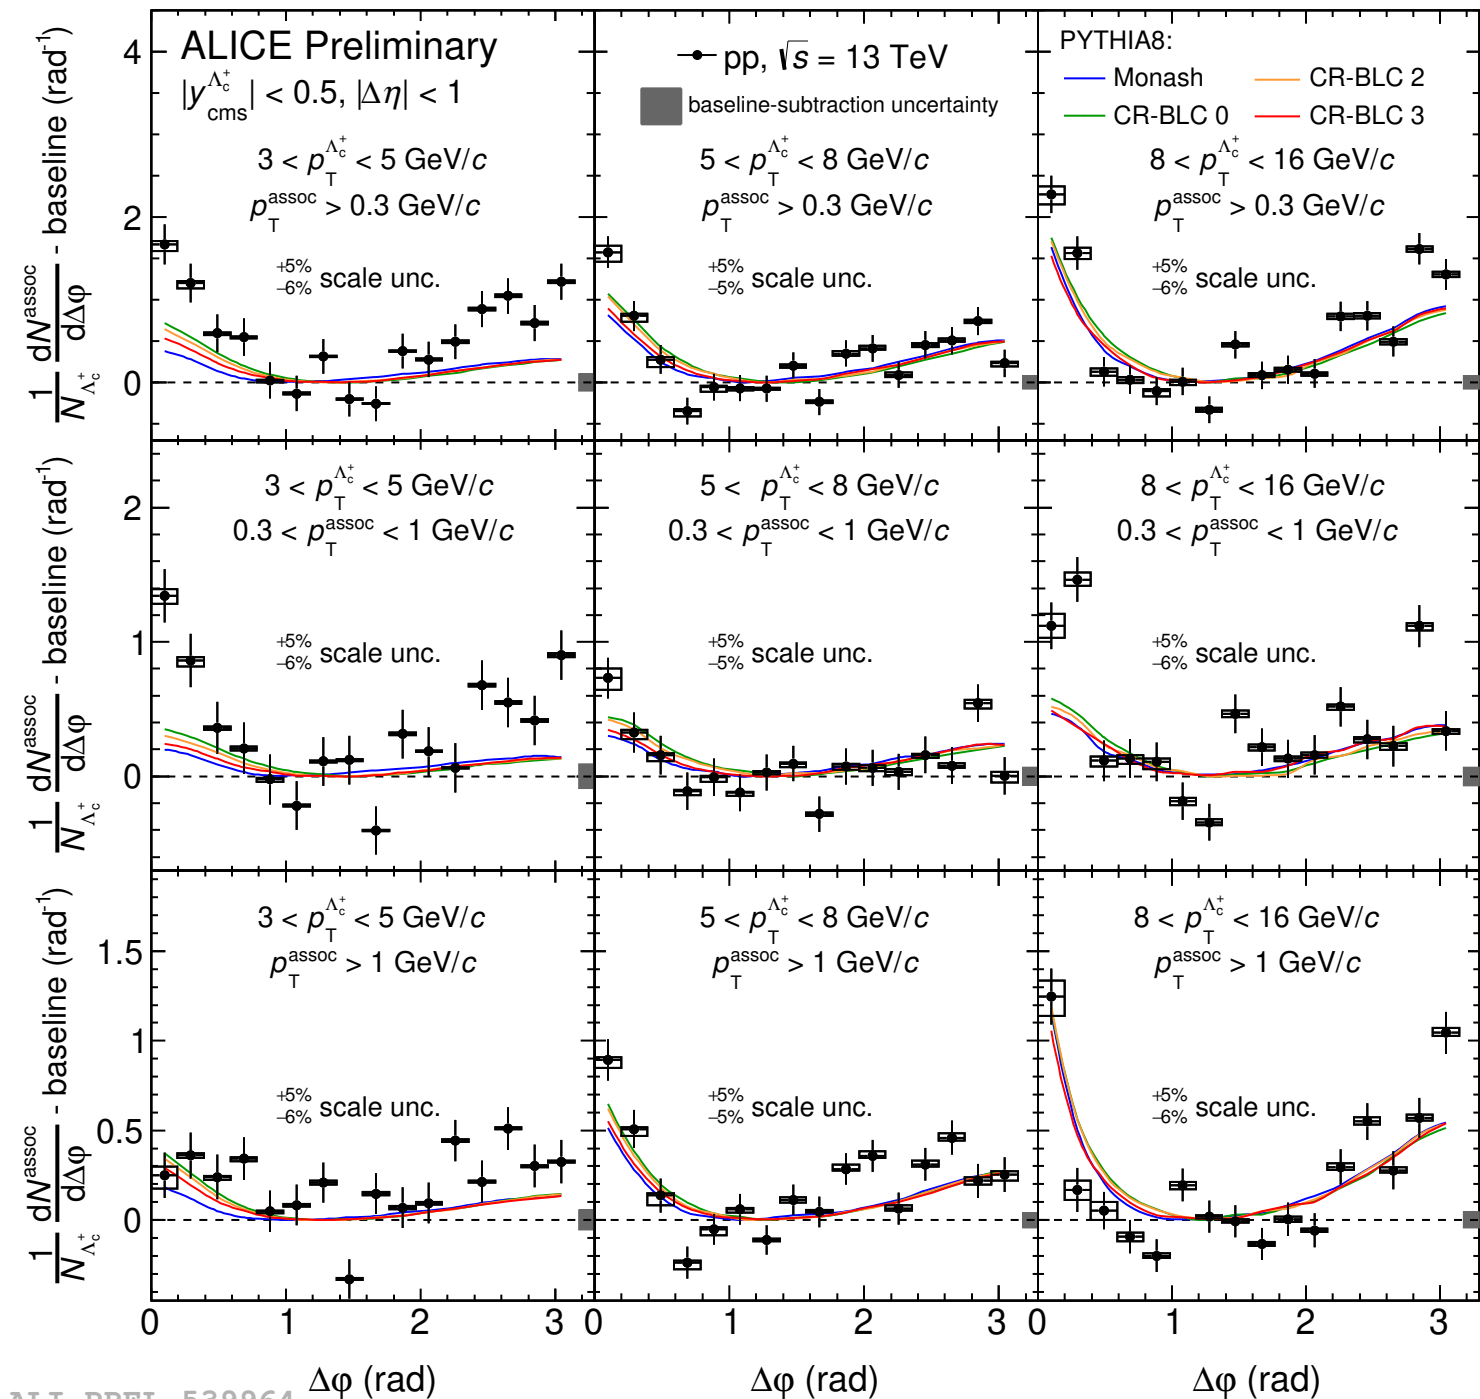 ALICE Preliminary
|y_cms^{Λc+}| < 0.5, |Δη| < 1
3 < p_T^{Λc+} < 5 GeV/c
p_T^{assoc} > 0.3 GeV/c
+5% −6% scale unc.
pp, √s = 13 TeV
baseline-subtraction uncertainty
5 < p_T^{Λc+} < 8 GeV/c
p_T^{assoc} > 0.3 GeV/c
+5% −5% scale unc.
PYTHIA8:
Monash CR-BLC 2
CR-BLC 0 CR-BLC 3
8 < p_T^{Λc+} < 16 GeV/c
p_T^{assoc} > 0.3 GeV/c
+5% −6% scale unc.
1/N_{Λc+} dN^{assoc}/dΔφ - baseline (rad^{-1})
4
2
0
3 < p_T^{Λc+} < 5 GeV/c
0.3 < p_T^{assoc} < 1 GeV/c
+5% −6% scale unc.
5 < p_T^{Λc+} < 8 GeV/c
0.3 < p_T^{assoc} < 1 GeV/c
+5% −5% scale unc.
8 < p_T^{Λc+} < 16 GeV/c
0.3 < p_T^{assoc} < 1 GeV/c
+5% −6% scale unc.
1/N_{Λc+} dN^{assoc}/dΔφ - baseline (rad^{-1})
2
1
0
3 < p_T^{Λc+} < 5 GeV/c
p_T^{assoc} > 1 GeV/c
+5% −6% scale unc.
5 < p_T^{Λc+} < 8 GeV/c
p_T^{assoc} > 1 GeV/c
+5% −5% scale unc.
8 < p_T^{Λc+} < 16 GeV/c
p_T^{assoc} > 1 GeV/c
+5% −6% scale unc.
1/N_{Λc+} dN^{assoc}/dΔφ - baseline (rad^{-1})
1.5
1
0.5
0
0 1 2 3 0 1 2 3 0 1 2 3
Δφ (rad) Δφ (rad) Δφ (rad)